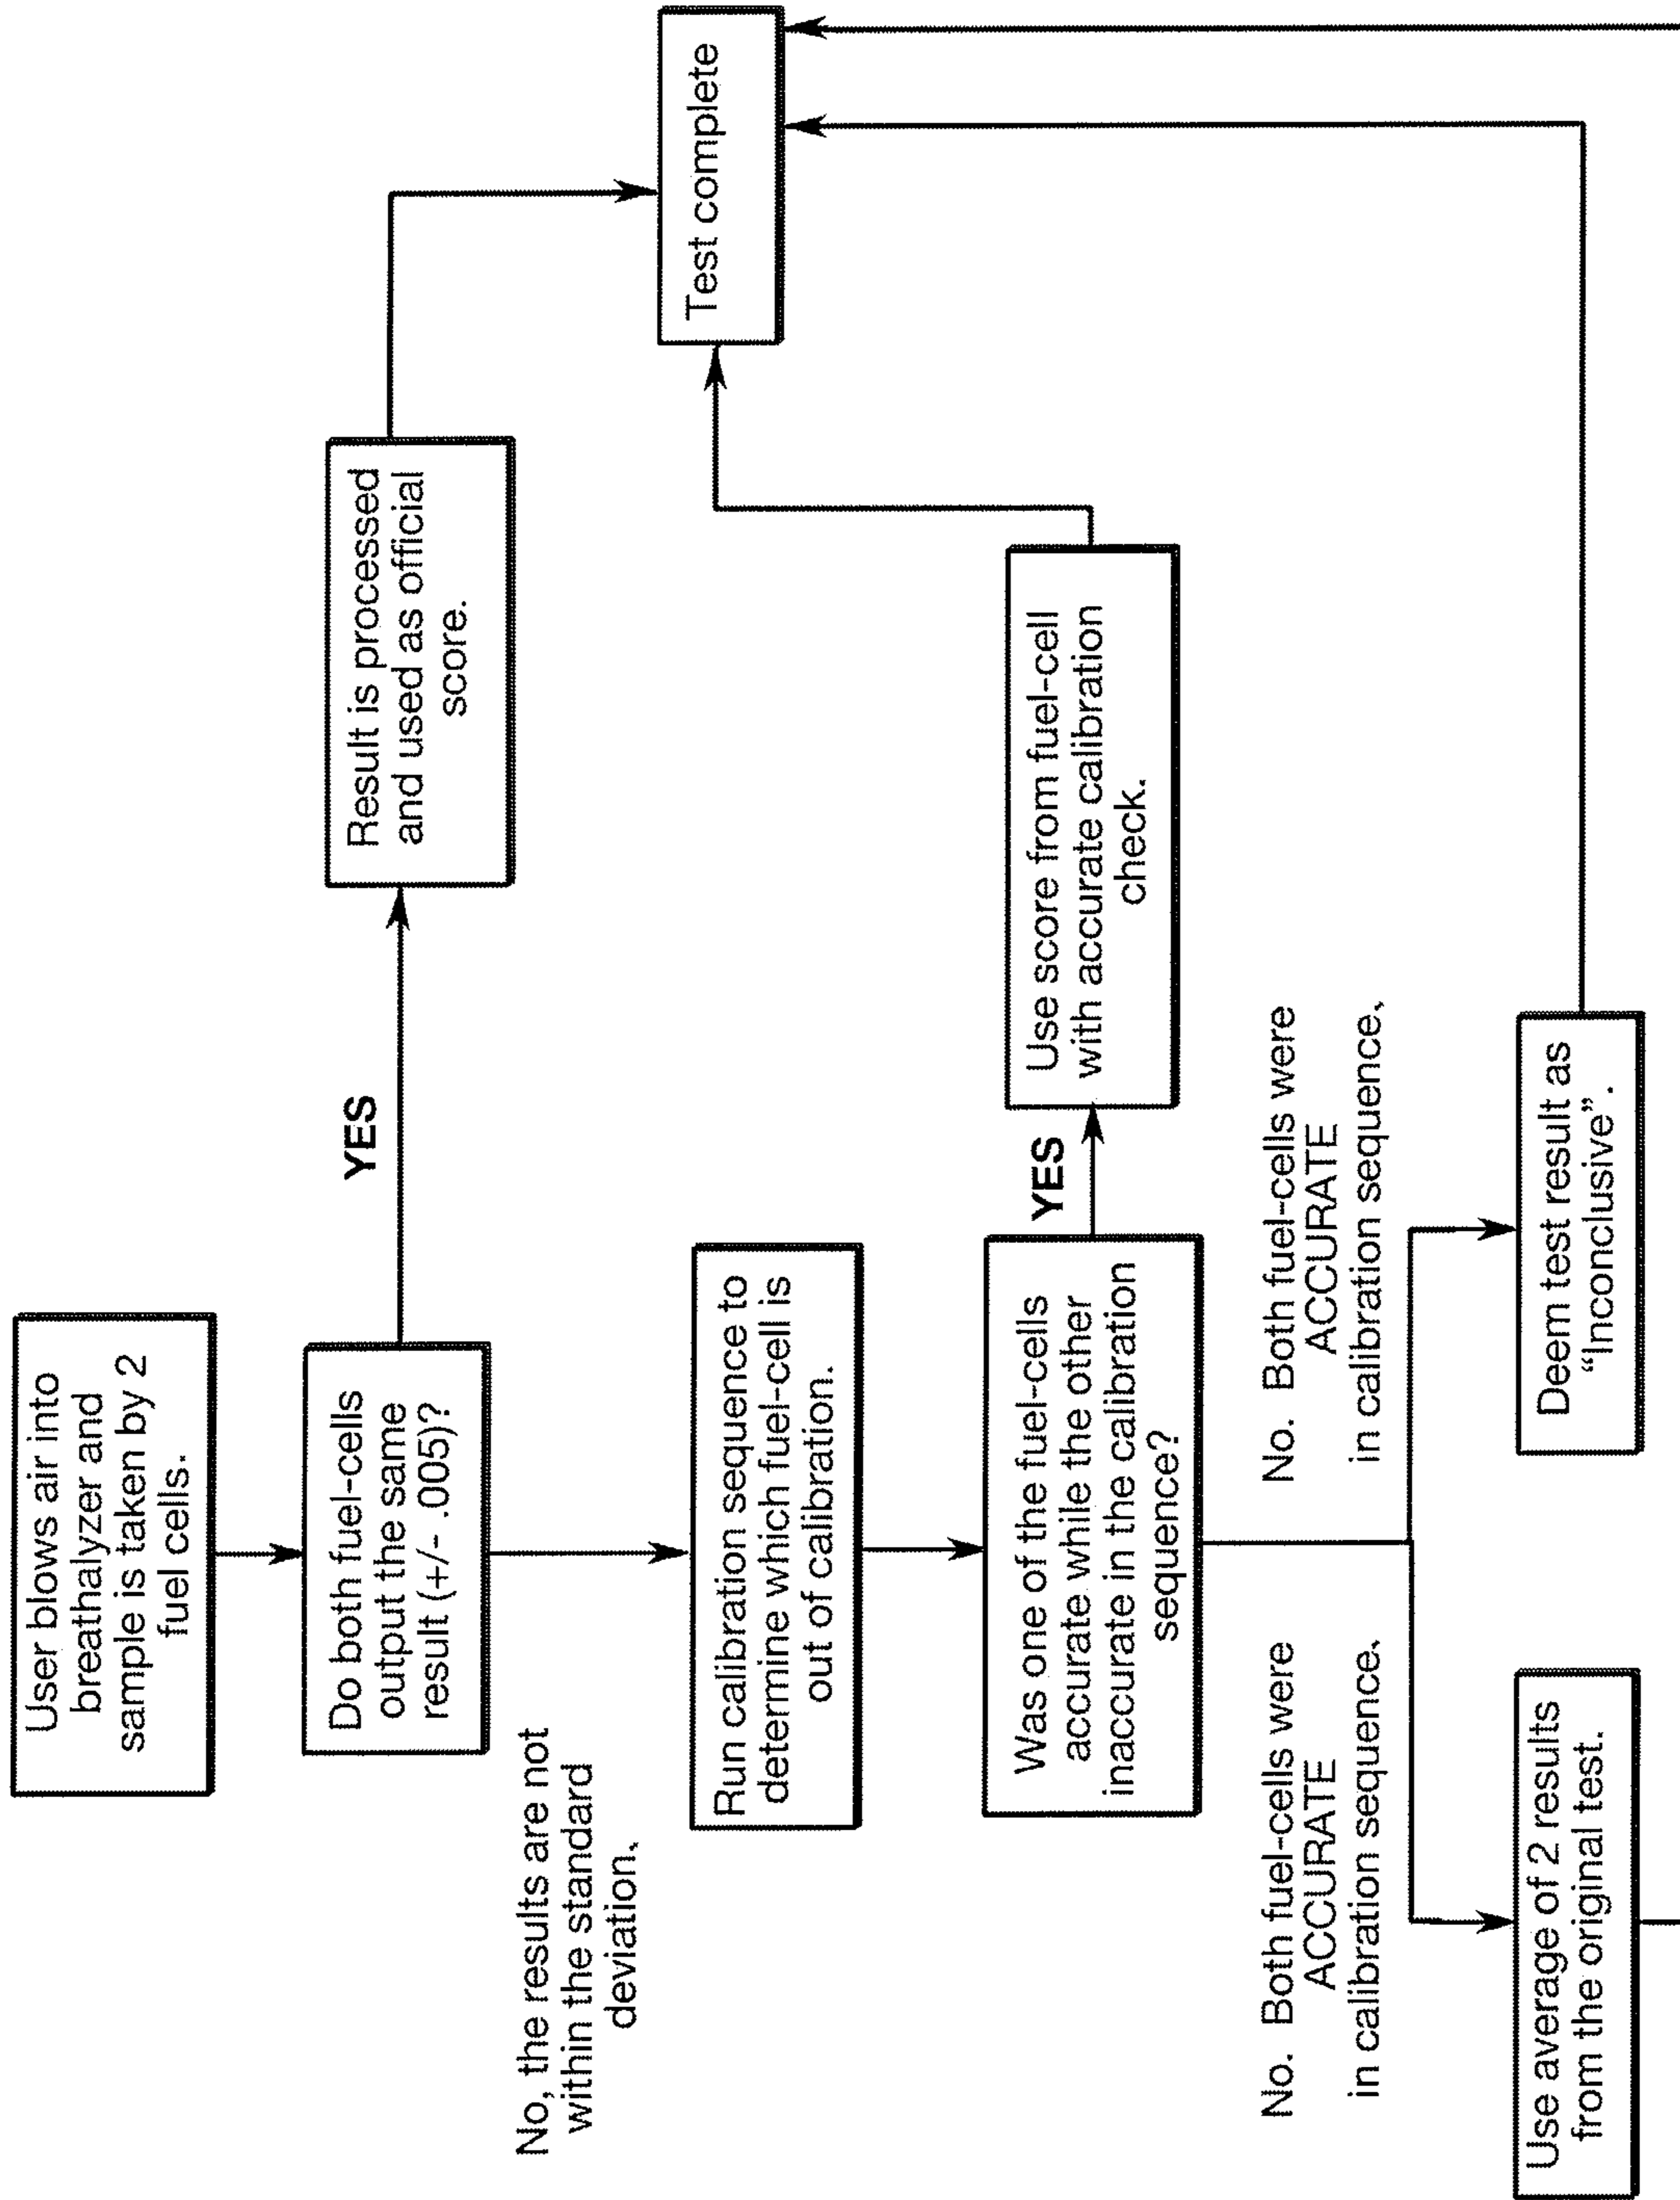 User blows air into
breathalyzer and
sample is taken by 2
fuel cells.
Do both fuel-cells
output the same
result (+/- .005)?
YES
Result is processed
and used as official
score.
No, the results are not
within the standard
deviation.
Run calibration sequence to
determine which fuel-cell is
out of calibration.
Test complete
Was one of the fuel-cells
accurate while the other
inaccurate in the calibration
sequence?
YES
Use score from fuel-cell
with accurate calibration
check.
No. Both fuel-cells were
ACCURATE
in calibration sequence.
No. Both fuel-cells were
ACCURATE
in calibration sequence.
Use average of 2 results
from the original test.
Deem test result as
“Inconclusive”.